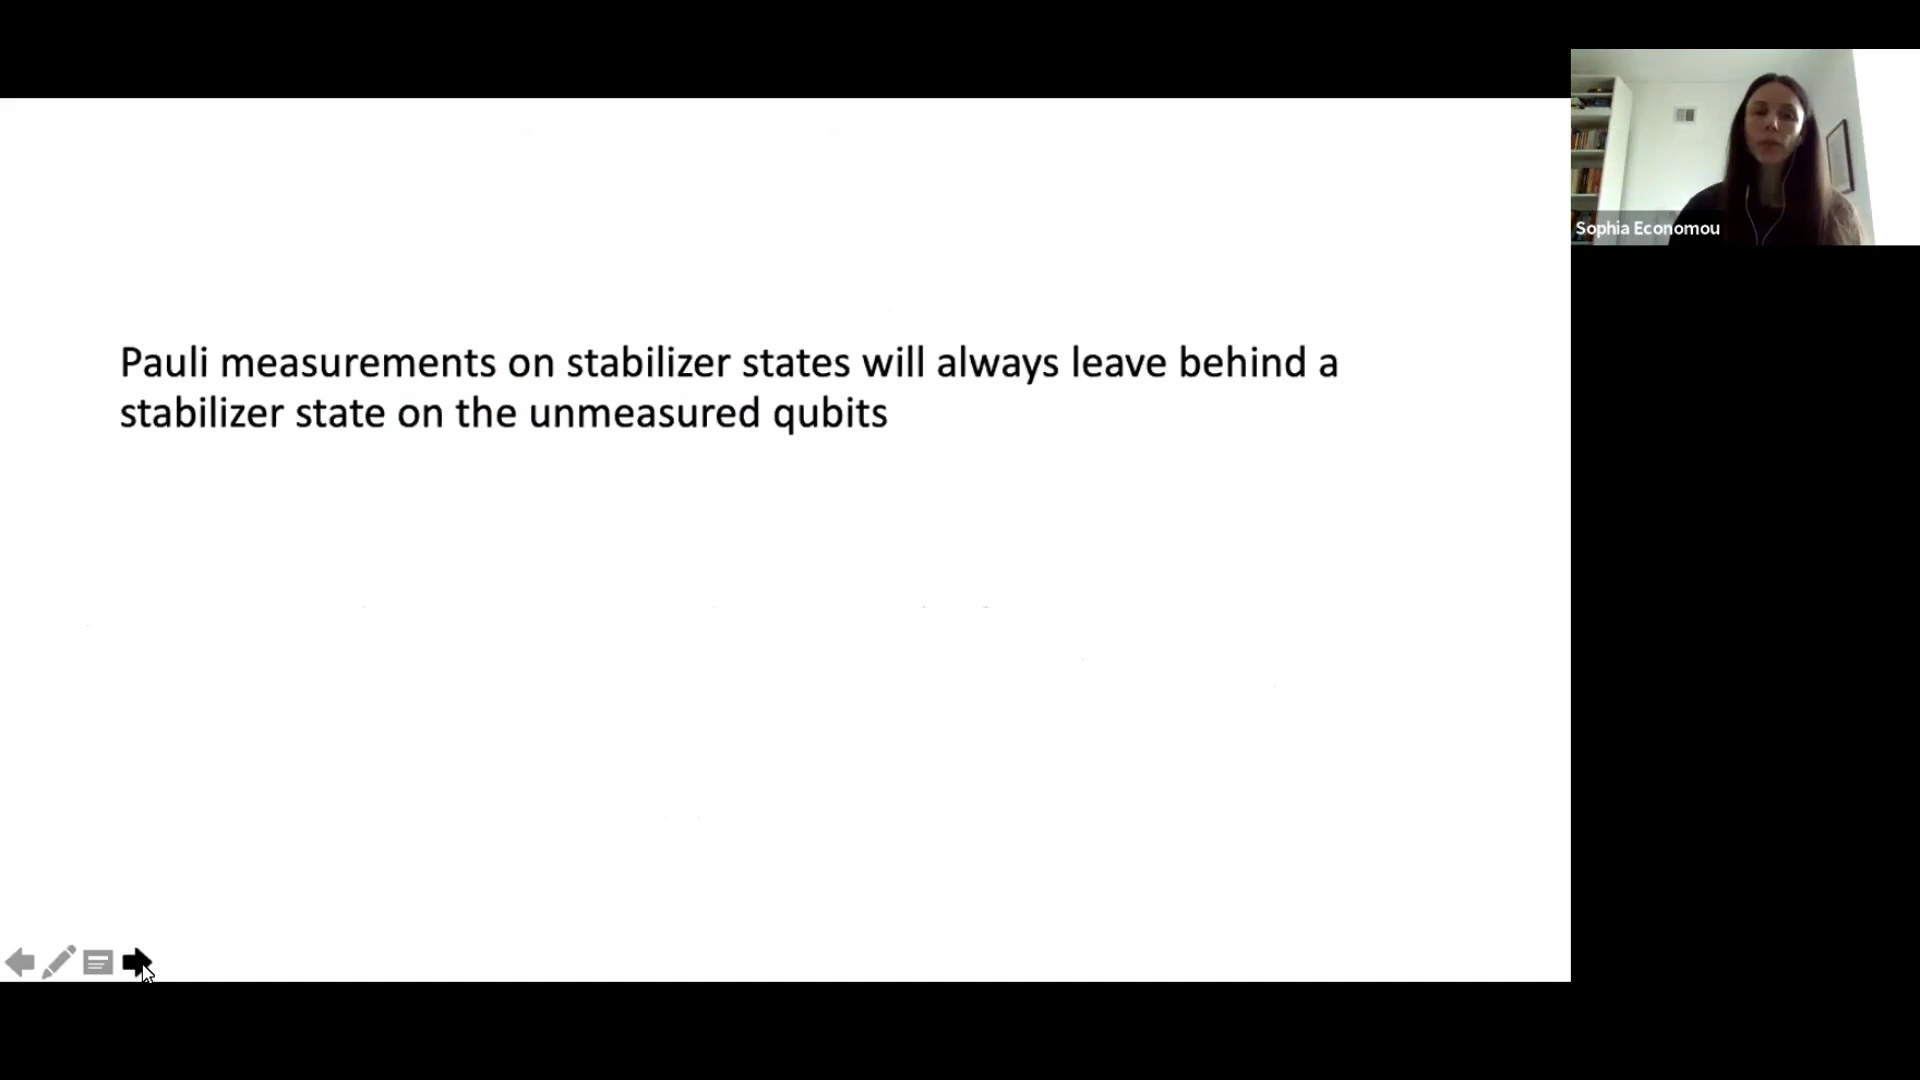 Pauli measurements on stabilizer states will always leave behind a
stabilizer state on the unmeasured qubits
Sophia Economou